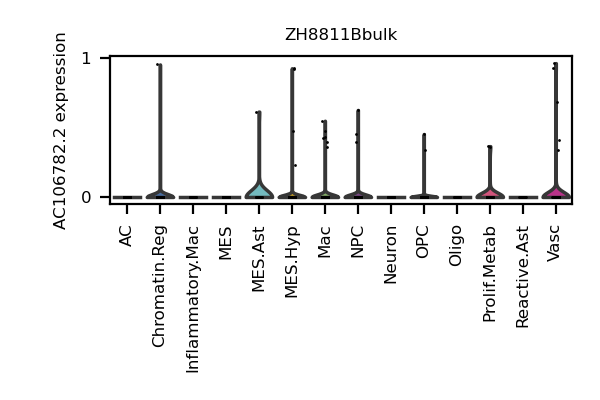 ZH8811Bbulk
AC106782.2 expression
1
0
AC
Chromatin.Reg
Inflammatory.Mac
MES
MES.Ast
MES.Hyp
Mac
NPC
Neuron
OPC
Oligo
Prolif.Metab
Reactive.Ast
Vasc